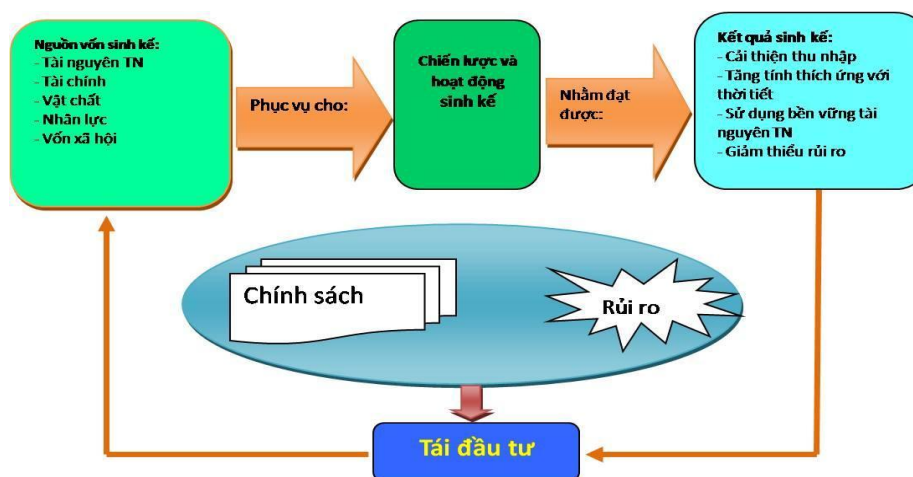 Nguồn vốn sinh kế:
- Tài nguyên TN
- Tài chính
- Vật chất
- Nhân lực
- Vốn xã hội
Phục vụ cho:
Chiến lược và
hoạt động
sinh kế
Nhằm đạt
được:
Kết quả sinh kế:
- Cải thiện thu nhập
- Tăng tính thích ứng với
thời tiết
- Sử dụng bền vững tài
nguyên TN
- Giảm thiểu rủi ro
Chính sách
Rủi ro
Tái đầu tư